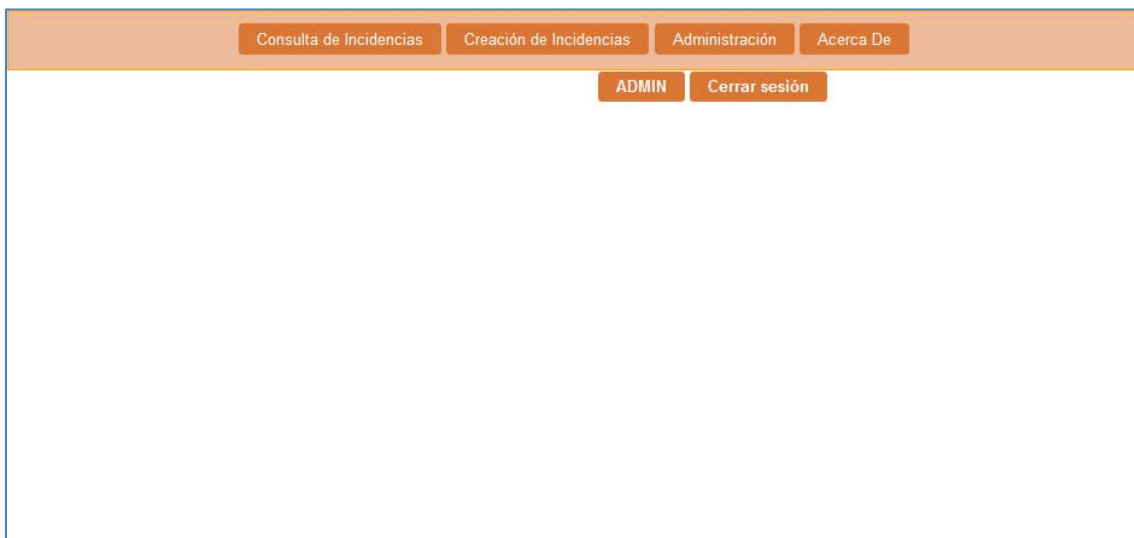 Consulta de Incidencias Creación de Incidencias Administración Acerca De
ADMIN Cerrar sesión